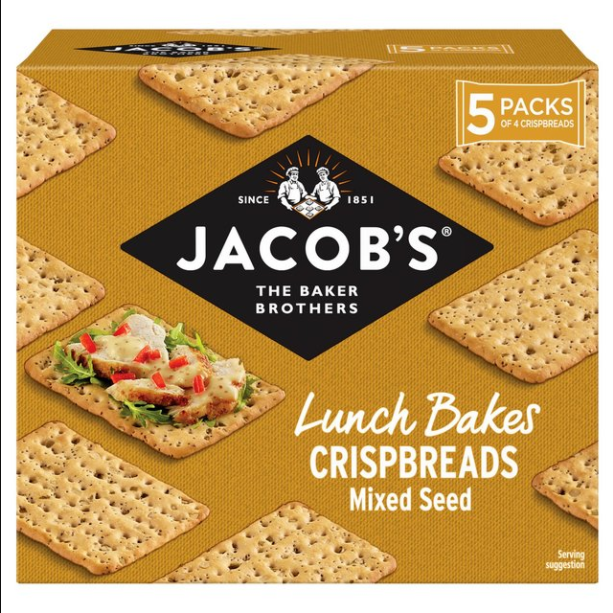 JACOB'S
5 PACKS
5 PACKS
OF 4 CRISPBREADS
SINCE 1851
JACOB'S®
THE BAKER
BROTHERS
Lunch Bakes
CRISPBREADS
Mixed Seed
Serving
suggestion